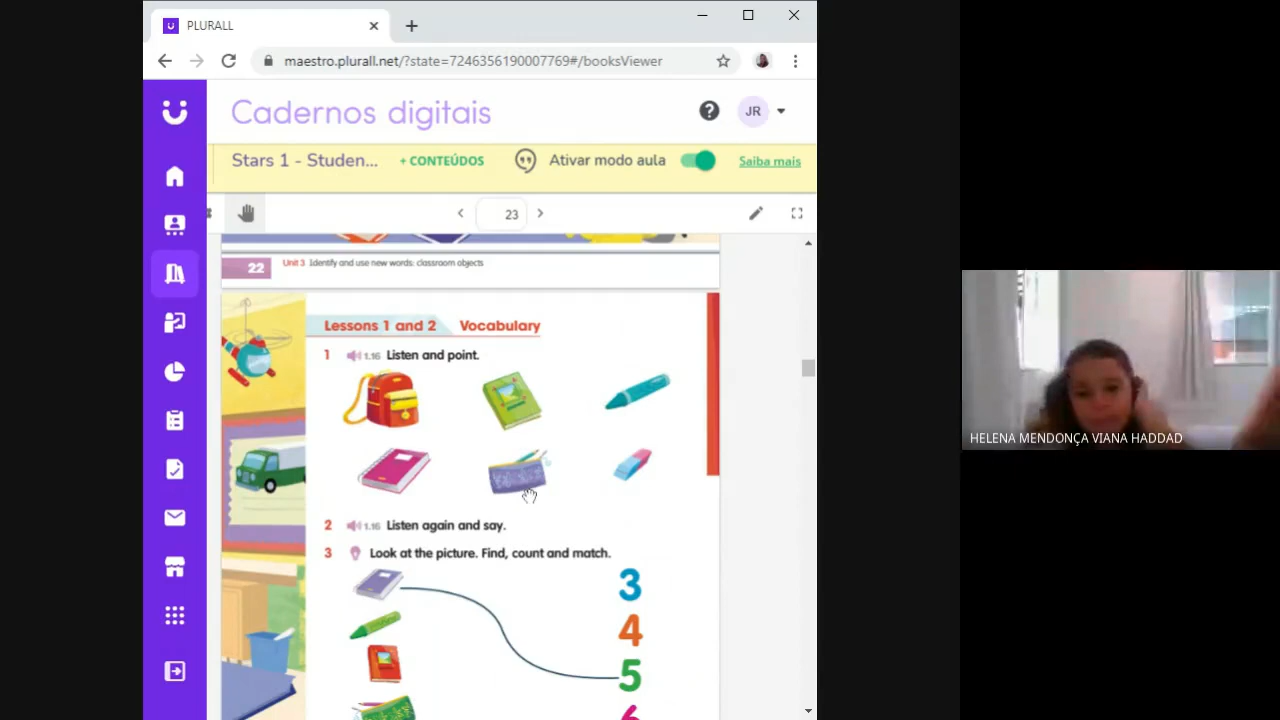 PLURALL
maestro.plurall.net/?state=7246356190007769#/booksViewer
Cadernos digitais
JR
Stars 1 - Studen...
+ CONTEÚDOS
Ativar modo aula
Saiba mais
23
22 Unit 3 Identify and use new words: classroom objects
Lessons 1 and 2 Vocabulary
1 1.16 Listen and point.
2 1.16 Listen again and say.
3 Look at the picture. Find, count and match.
3
4
5
6
HELENA MENDONÇA VIANA HADDAD